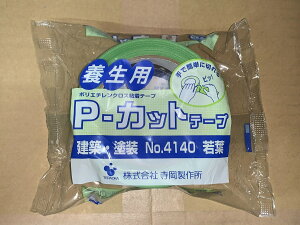 養生用
手で簡単に切れる
ピッ!
ポリエチレンクロス粘着テープ
P-カットテープ
建築・塗装 No.4140 若葉
TERAOKA
株式会社 寺岡製作所